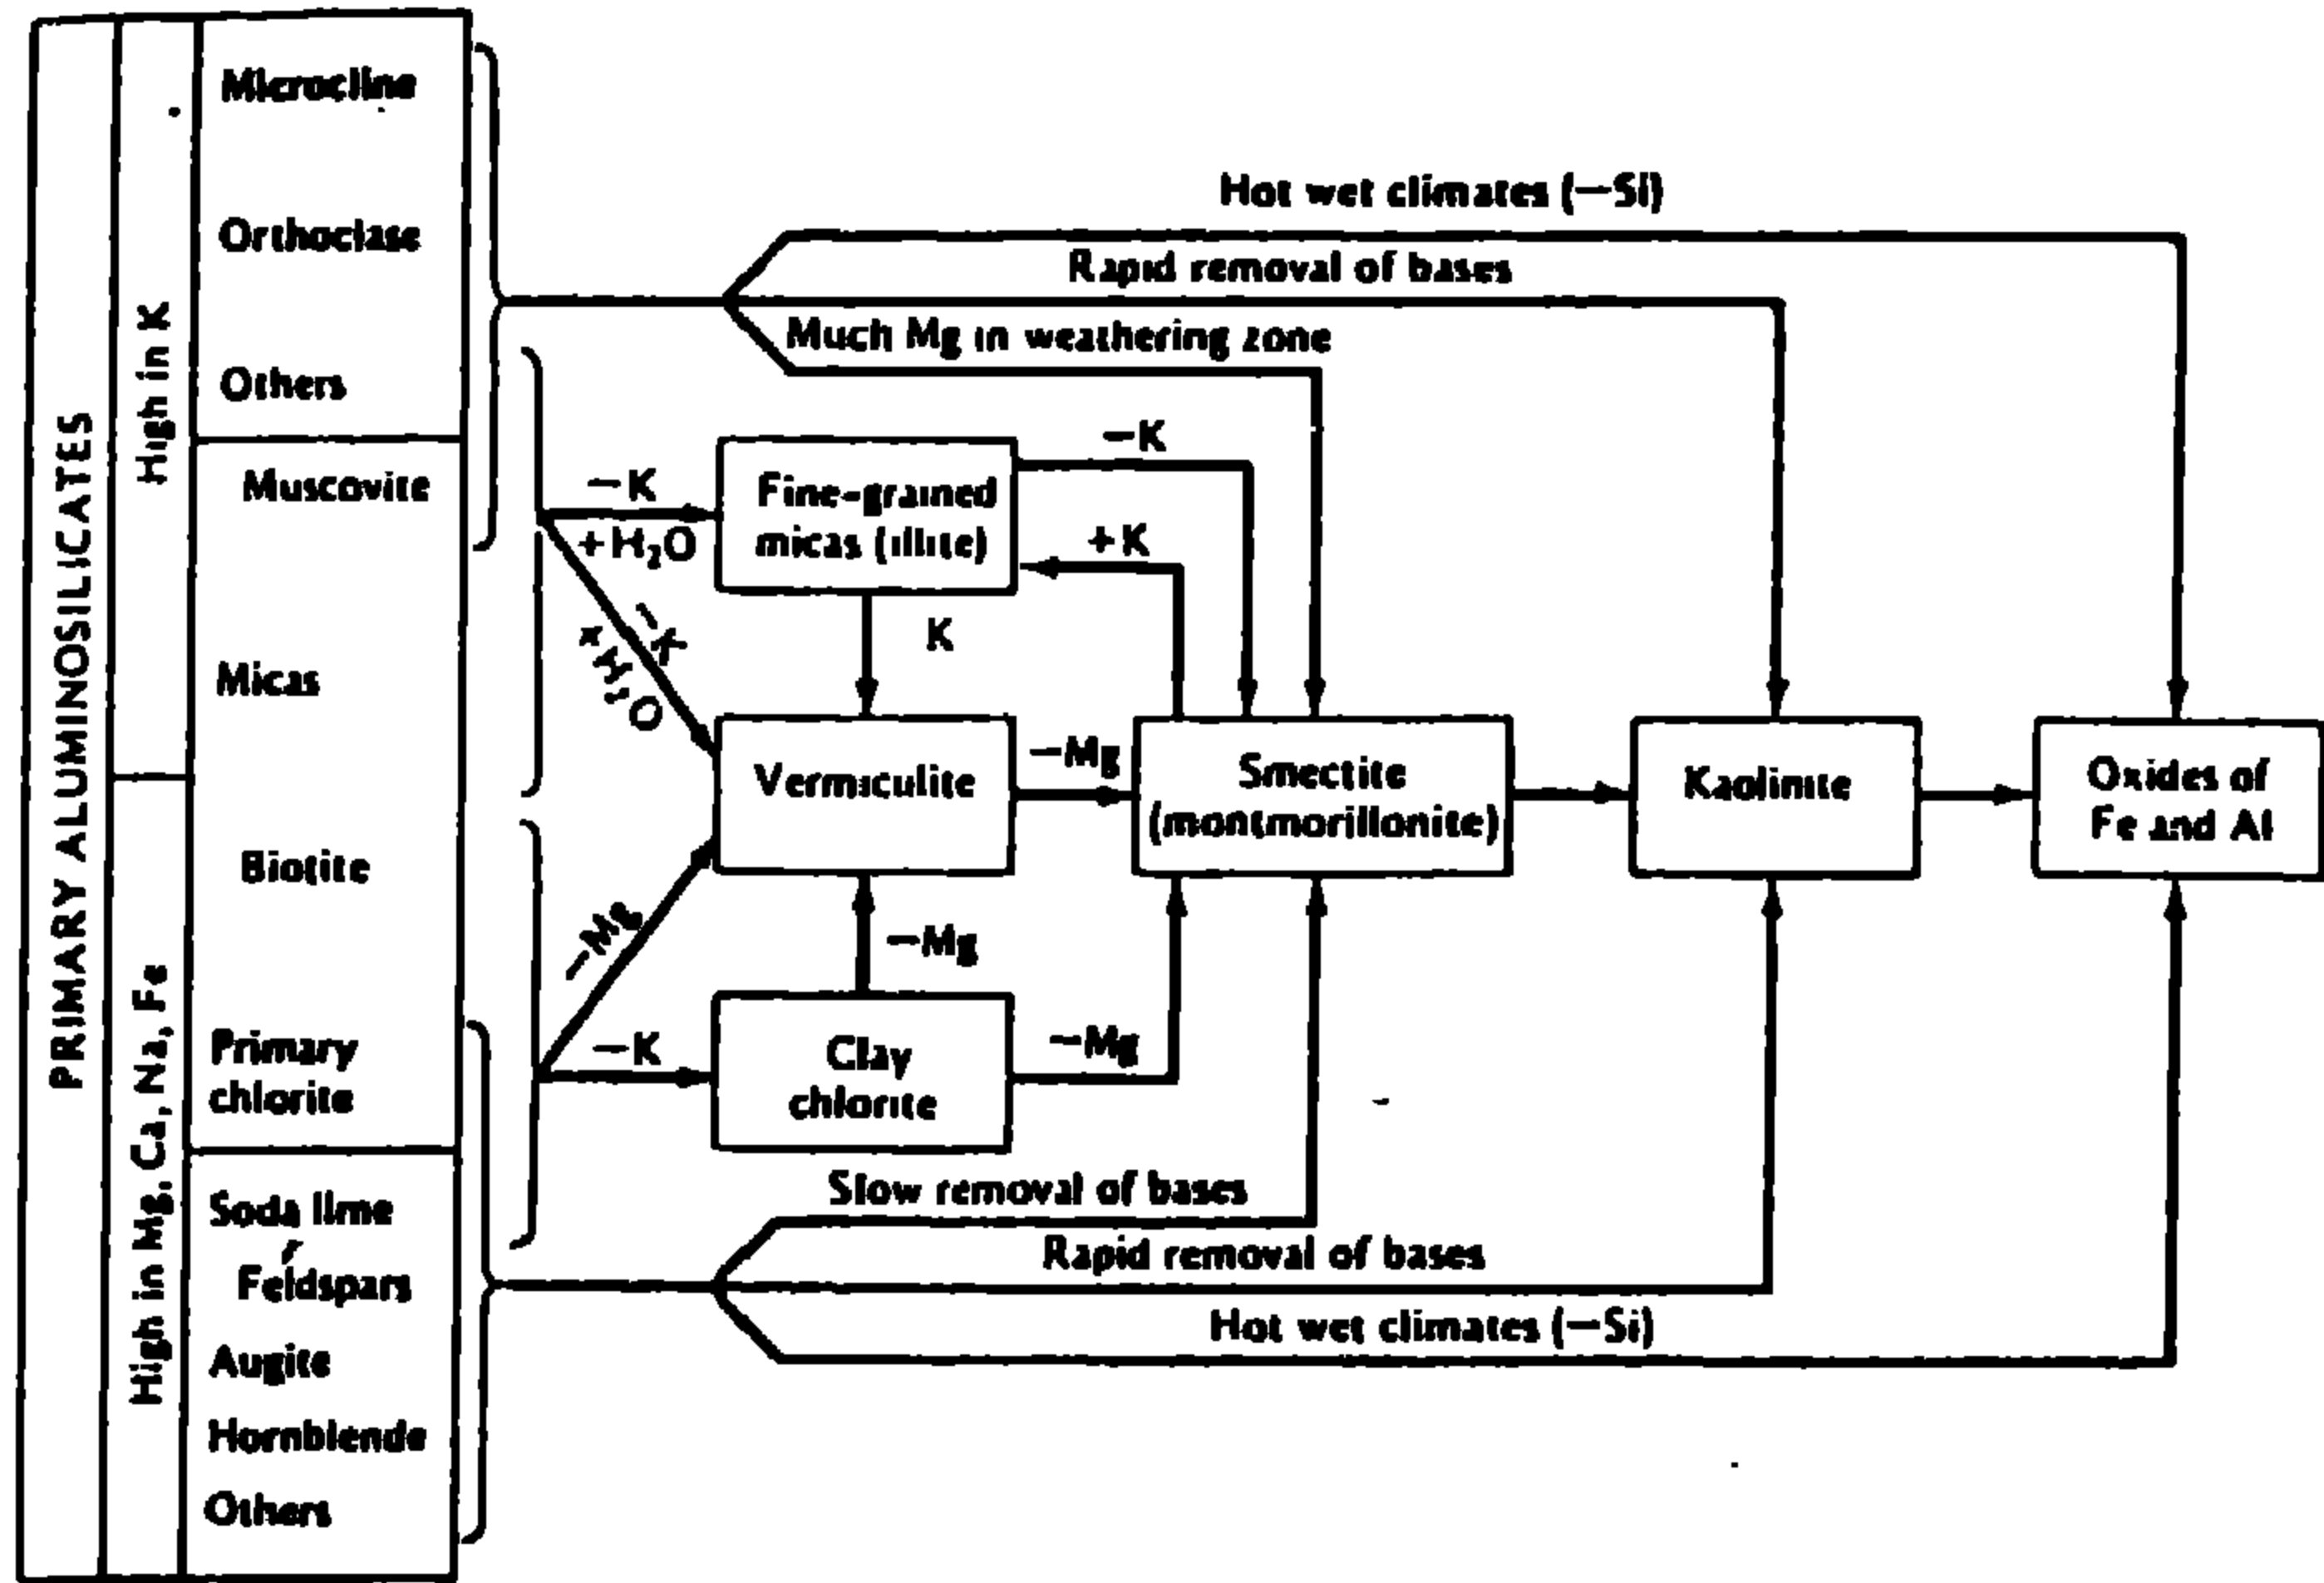 PRIMARY ALUMINOSILICATES
High in K
High in Mg, Ca, Na, Fe
Microcline
Orthoclase
Others
Muscovite
Micas
Biotite
Primary
chlorite
Soda lime
Feldspars
Augite
Hornblende
Others
Hot wet climates (—Si)
Rapid removal of bases
Much Mg in weathering zone
—K
+H₂O
Fine-grained
micas (illite)
—K
+K
—K
+H₂O
K
Vermiculite
—Mg
Smectite
(montmorillonite)
Kaolinite
Oxides of
Fe and Al
—Mg
—Mg
—K
Clay
chlorite
—Mg
Slow removal of bases
Rapid removal of bases
Hot wet climates (—Si)